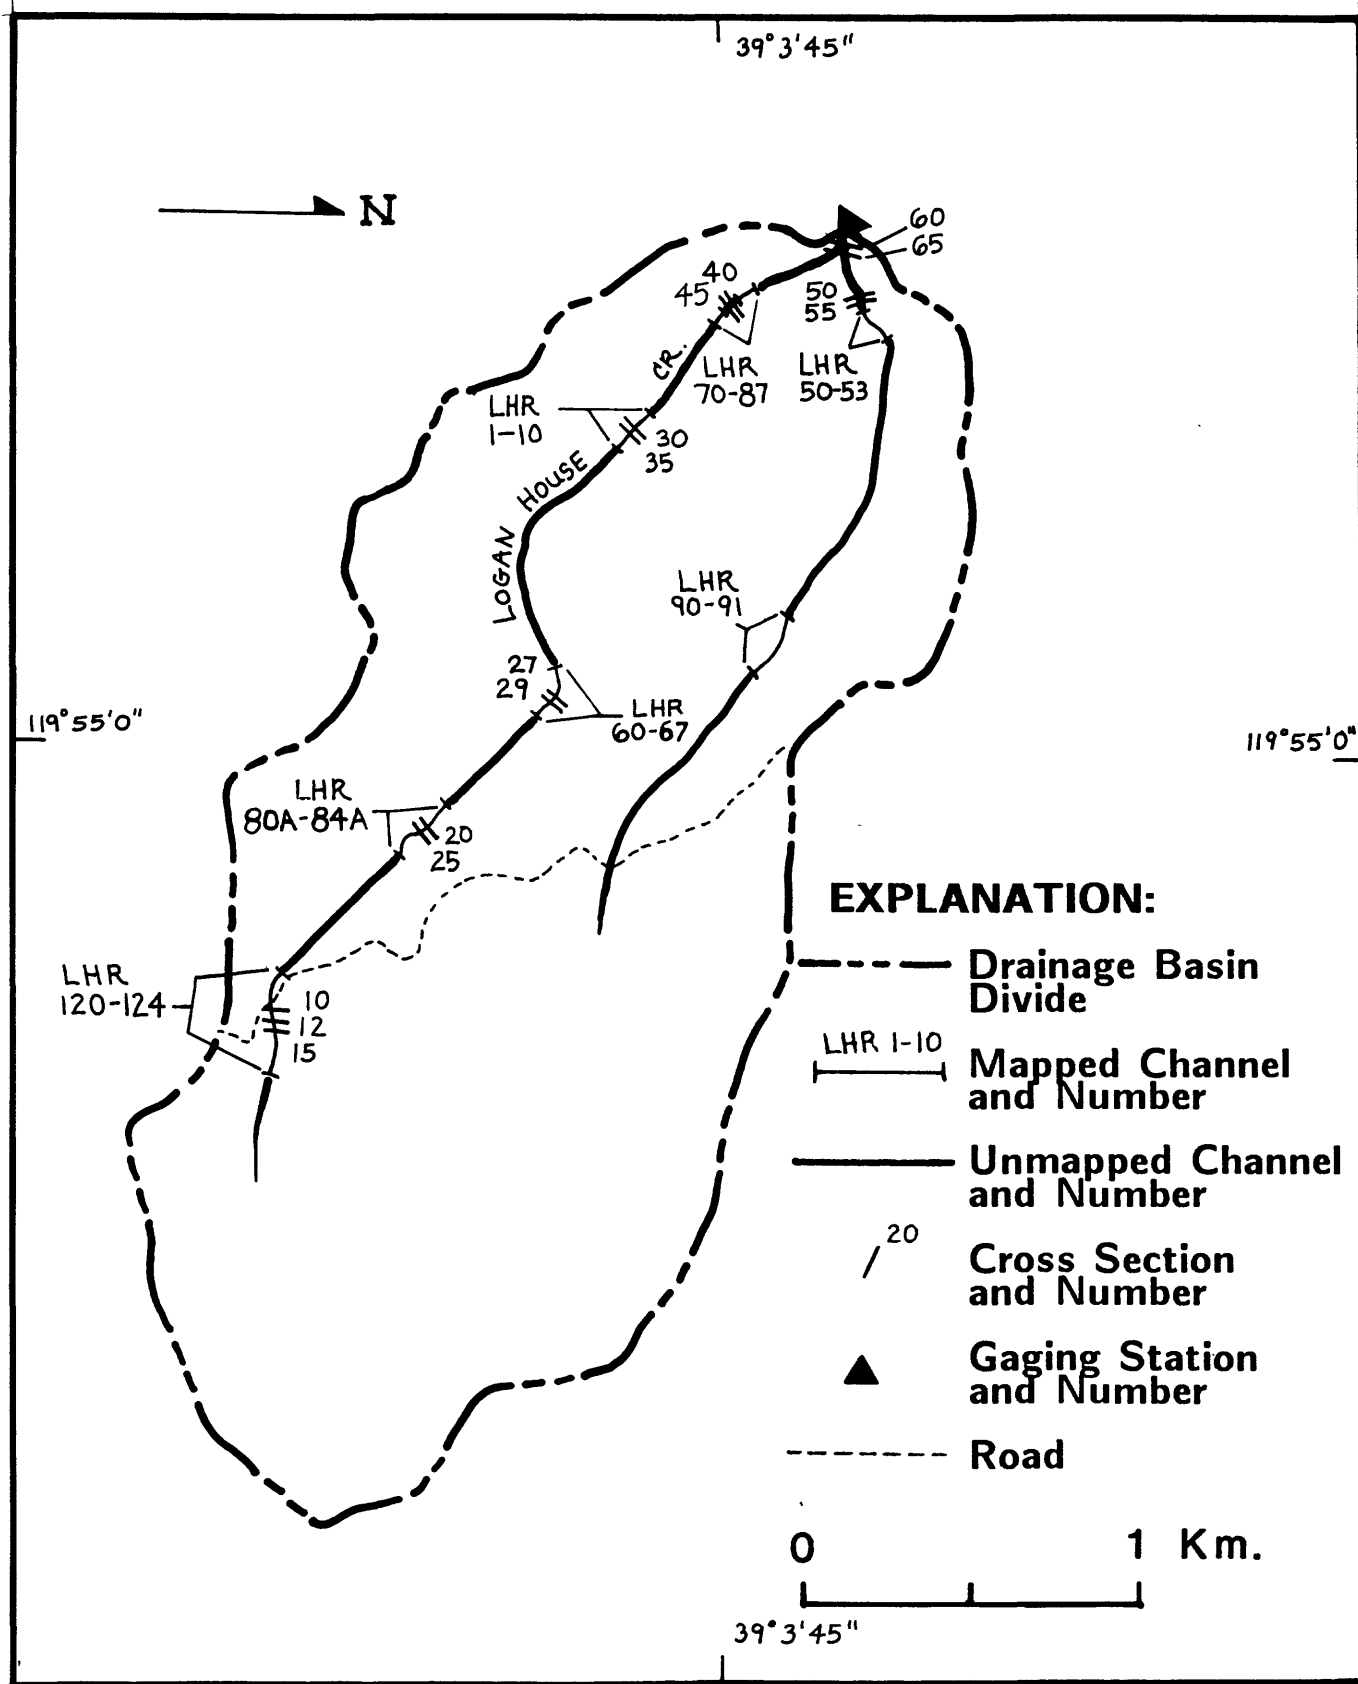 39°3'45"
N
60
65
40
45
50
55
CR.
LHR
70-87
LHR
50-53
LHR
1-10
30
35
HOUSE
LOGAN
LHR
90-91
27
29
LHR
60-67
119°55'0"
119°55'0"
LHR
80A-84A
20
25
LHR
120-124
10
12
15
EXPLANATION:
Drainage Basin
Divide
LHR 1-10
Mapped Channel
and Number
Unmapped Channel
and Number
20
Cross Section
and Number
Gaging Station
and Number
Road
0 1 Km.
39°3'45"